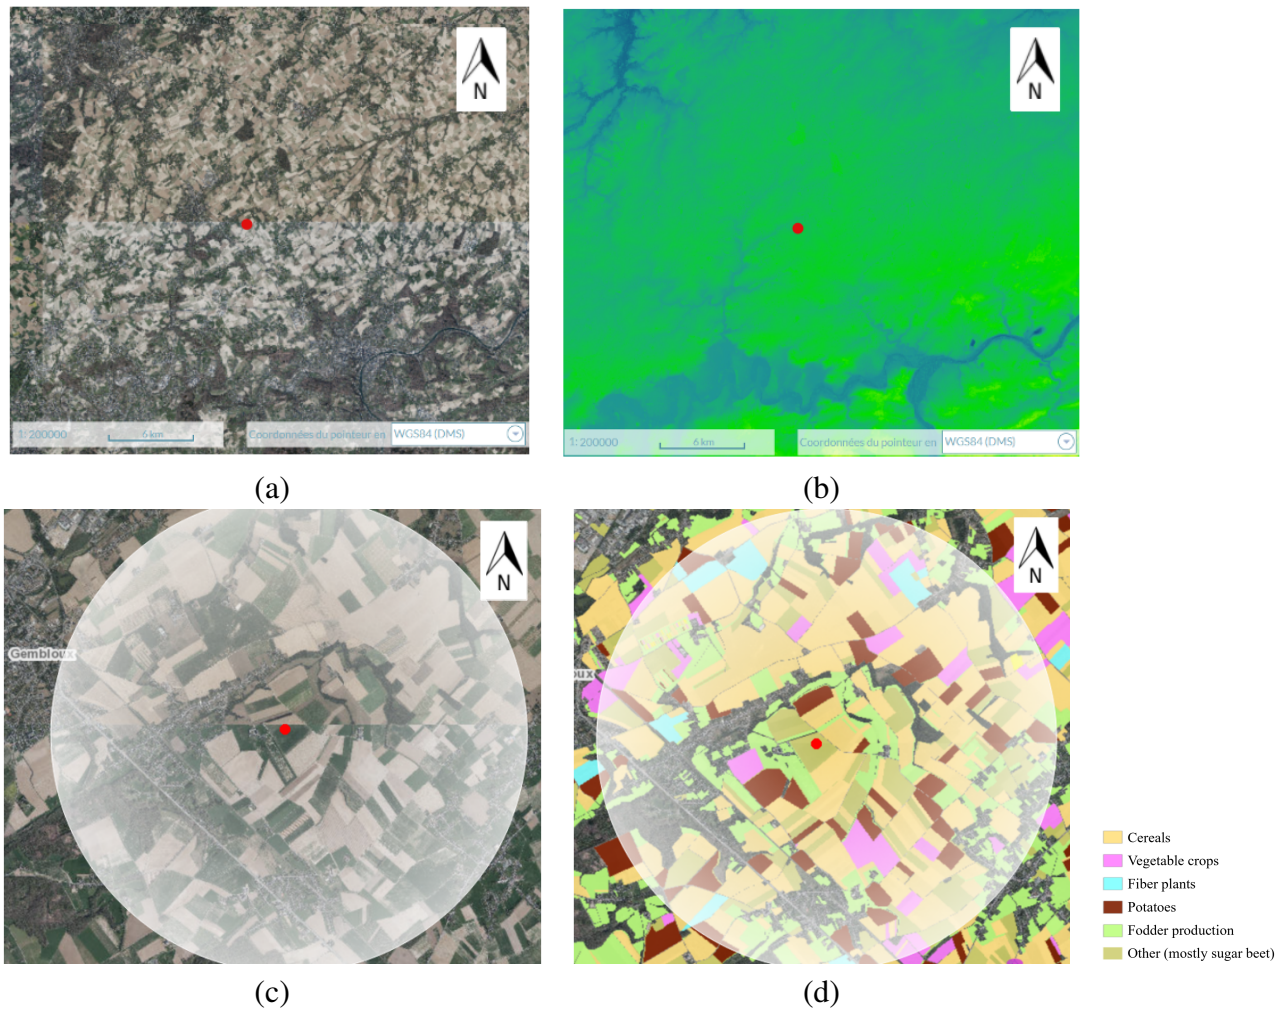 N
N
1: 200000
6 km
Coordonnées du pointeur en
WGS84 (DMS)
1: 200000
6 km
Coordonnées du pointeur en
WGS84 (DMS)
(a)
(b)
N
N
Gembloux
oux
Cereals
Vegetable crops
Fiber plants
Potatoes
Fodder production
Other (mostly sugar beet)
(c)
(d)